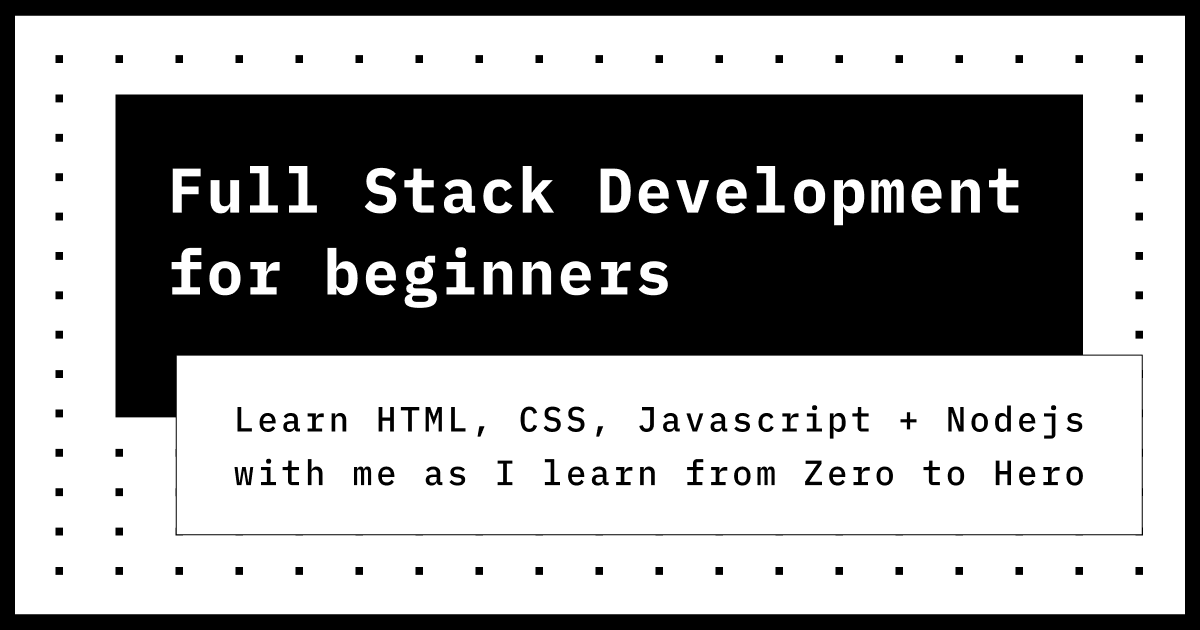 Full Stack Development
for beginners
Learn HTML, CSS, Javascript + Nodejs
with me as I learn from Zero to Hero